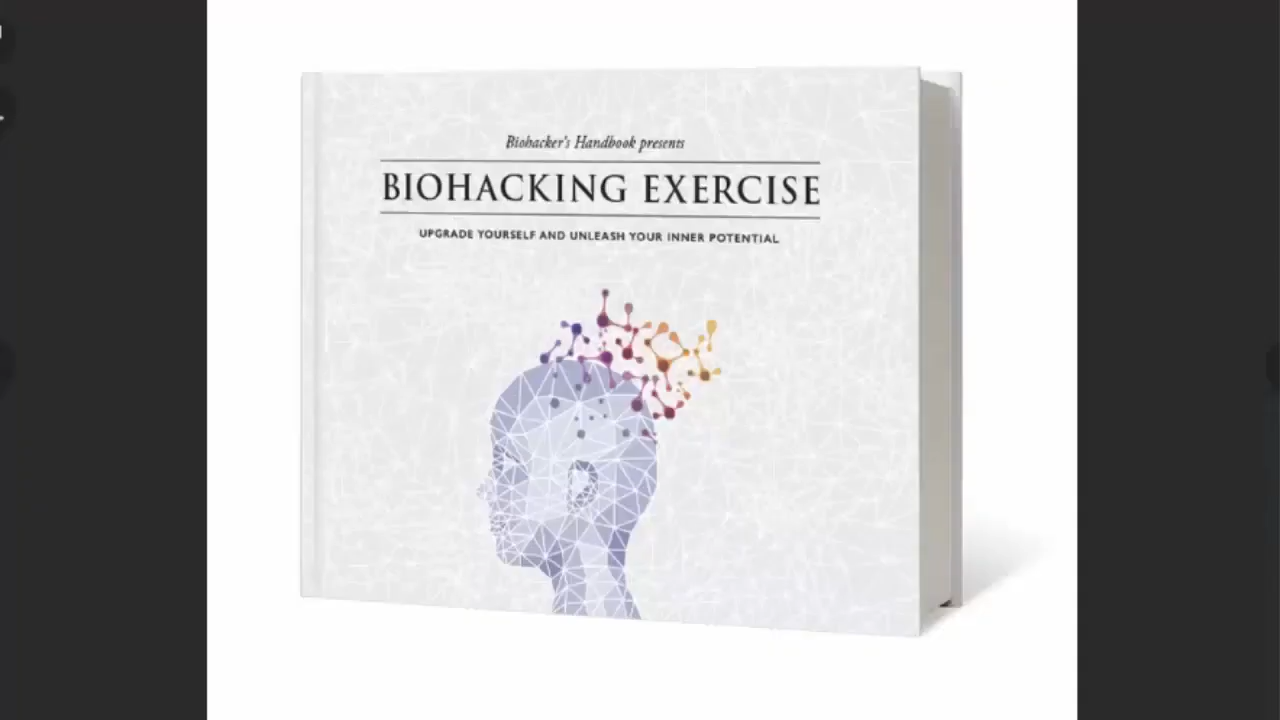 Biohacker's Handbook presents
BIOHACKING EXERCISE
UPGRADE YOURSELF AND UNLEASH YOUR INNER POTENTIAL